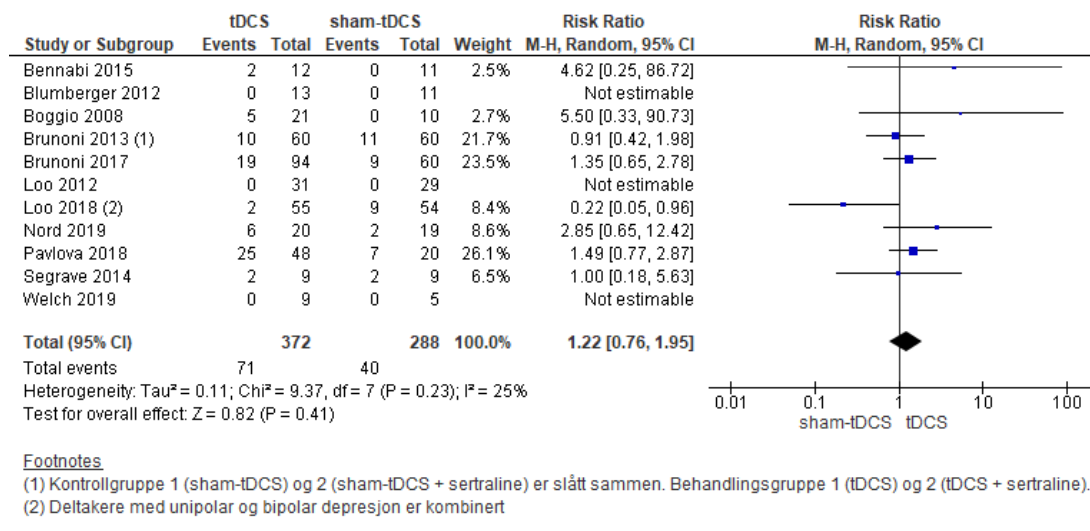 tDCS sham-tDCS Risk Ratio Risk Ratio
Study or Subgroup Events Total Events Total Weight M-H, Random, 95% CI M-H, Random, 95% CI
Bennabi 2015 2 12 0 11 2.5% 4.62 [0.25, 86.72]
Blumberger 2012 0 13 0 11 Not estimable
Boggio 2008 5 21 0 10 2.7% 5.50 [0.33, 90.73]
Brunoni 2013 (1) 10 60 11 60 21.7% 0.91 [0.42, 1.98]
Brunoni 2017 19 94 9 60 23.5% 1.35 [0.65, 2.78]
Loo 2012 0 31 0 29 Not estimable
Loo 2018 (2) 2 55 9 54 8.4% 0.22 [0.05, 0.96]
Nord 2019 6 20 2 19 8.6% 2.85 [0.65, 12.42]
Pavlova 2018 25 48 7 20 26.1% 1.49 [0.77, 2.87]
Segrave 2014 2 9 2 9 6.5% 1.00 [0.18, 5.63]
Welch 2019 0 9 0 5 Not estimable
Total (95% CI) 372 288 100.0% 1.22 [0.76, 1.95]
Total events 71 40
Heterogeneity: Tau² = 0.11; Chi² = 9.37, df = 7 (P = 0.23); I² = 25%
Test for overall effect: Z = 0.82 (P = 0.41)
0.01 0.1 1 10 100
sham-tDCS tDCS
Footnotes
(1) Kontrollgruppe 1 (sham-tDCS) og 2 (sham-tDCS + sertraline) er slått sammen. Behandlingsgruppe 1 (tDCS) og 2 (tDCS + sertraline).
(2) Deltakere med unipolar og bipolar depresjon er kombinert